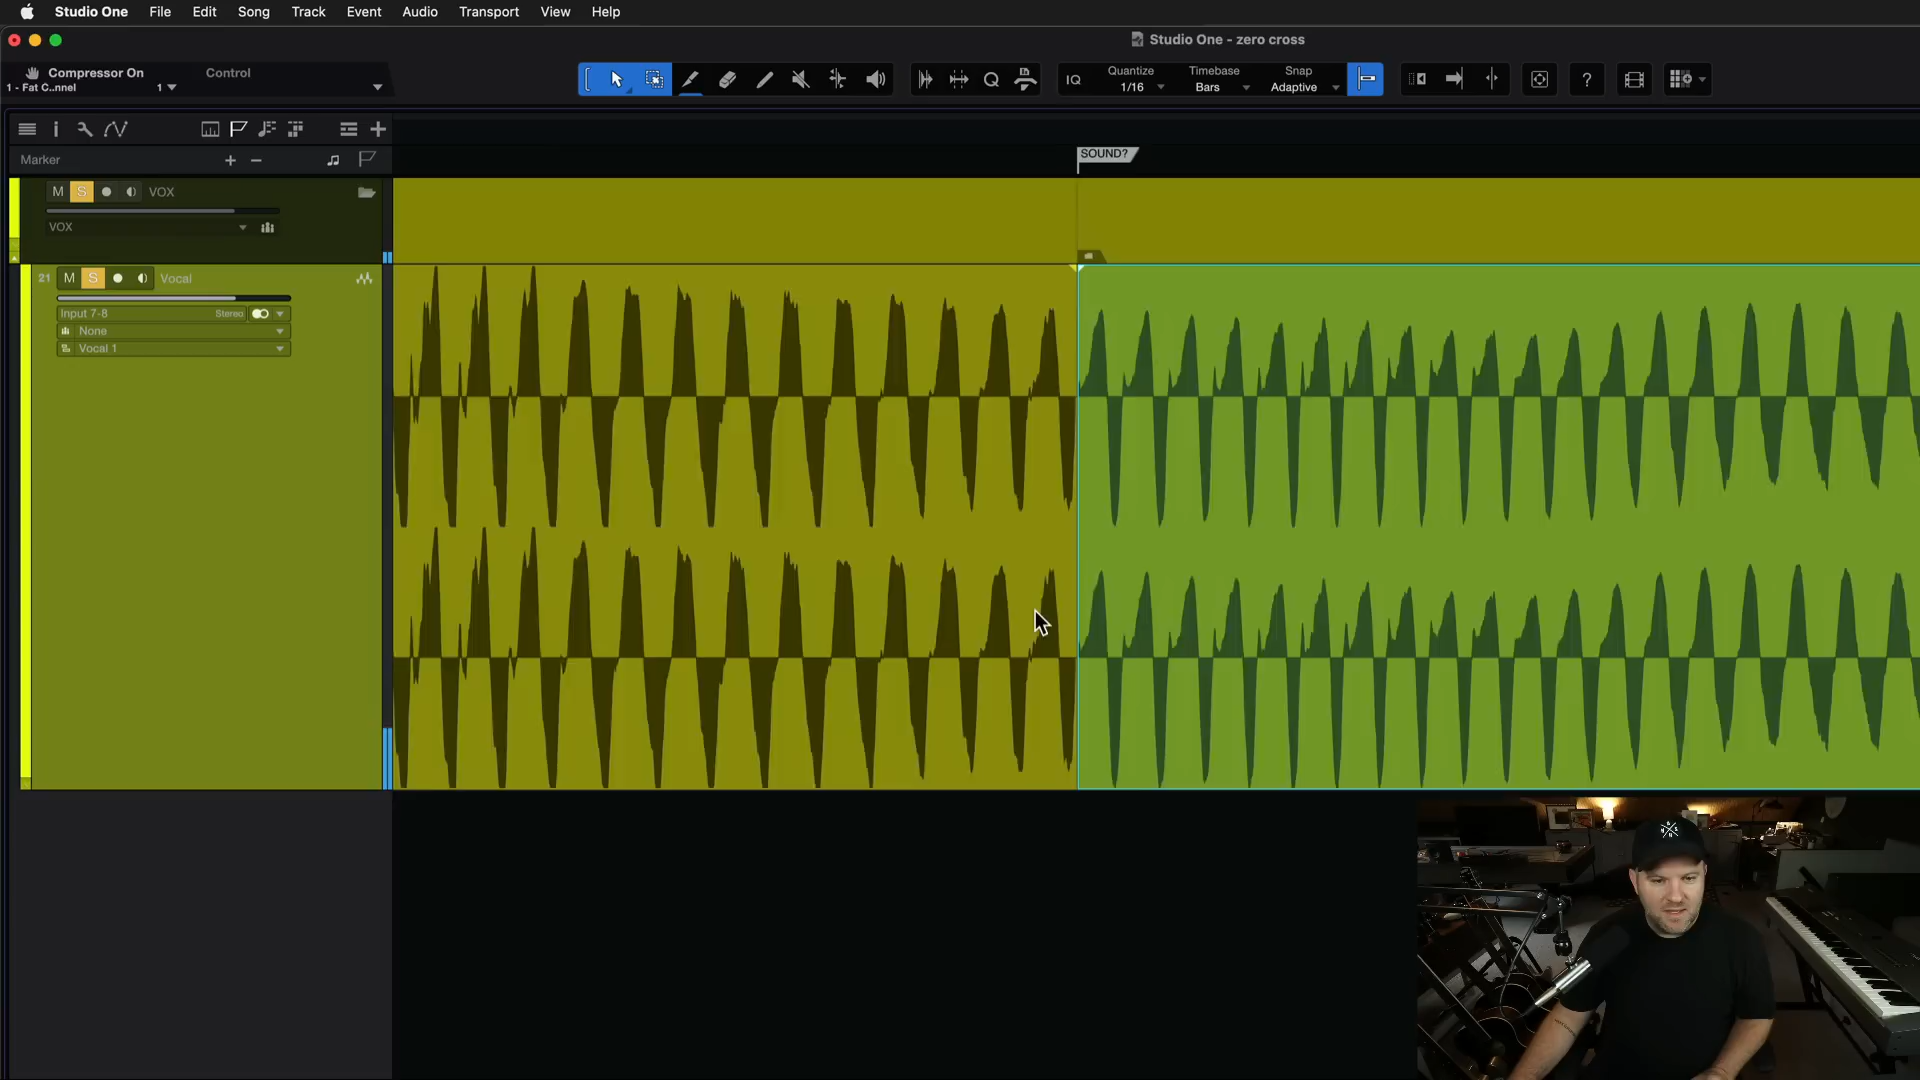 Studio One File Edit Song Track Event Audio Transport View Help
Studio One - zero cross
Compressor On Control
1 - Fat C..nnel 1
Quantize Timebase Snap
IQ 1/16 Bars Adaptive ?
Marker
SOUND?
M S VOX
VOX
21 M S Vocal
Input 7-8 Stereo
None
Vocal 1